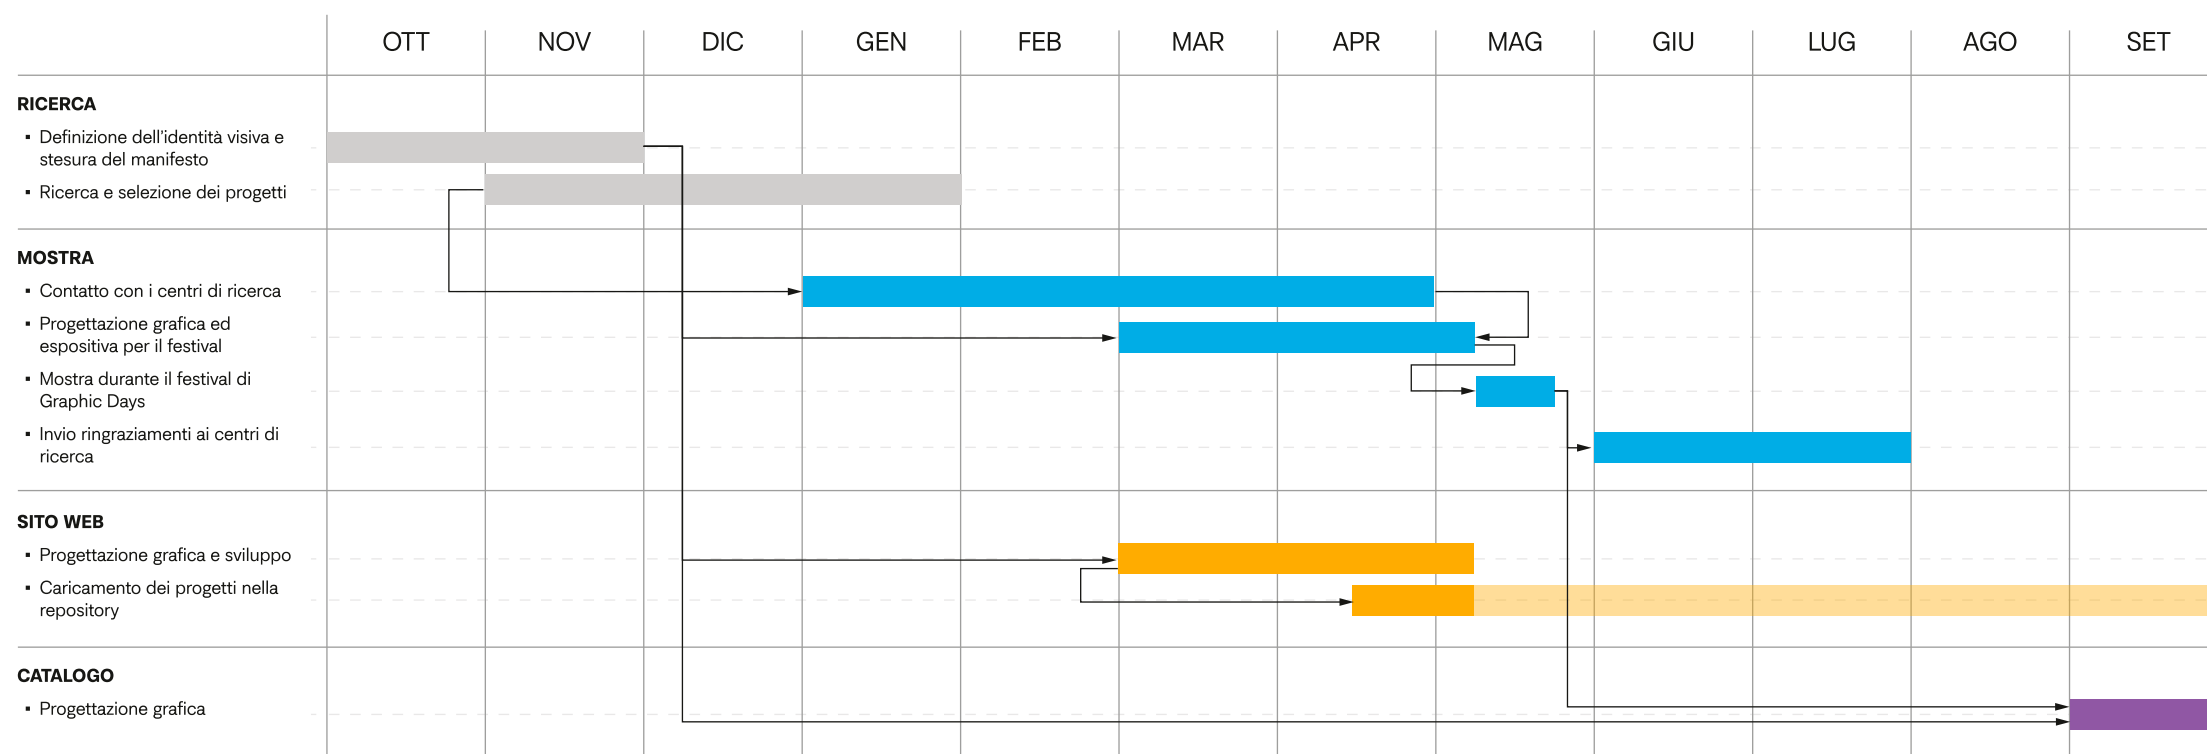 OTT NOV DIC GEN FEB MAR APR MAG GIU LUG AGO SET
RICERCA
▪ Definizione dell'identità visiva e
stesura del manifesto
▪ Ricerca e selezione dei progetti
MOSTRA
▪ Contatto con i centri di ricerca
▪ Progettazione grafica ed
espositiva per il festival
▪ Mostra durante il festival di
Graphic Days
▪ Invio ringraziamenti ai centri di
ricerca
SITO WEB
▪ Progettazione grafica e sviluppo
▪ Caricamento dei progetti nella
repository
CATALOGO
▪ Progettazione grafica